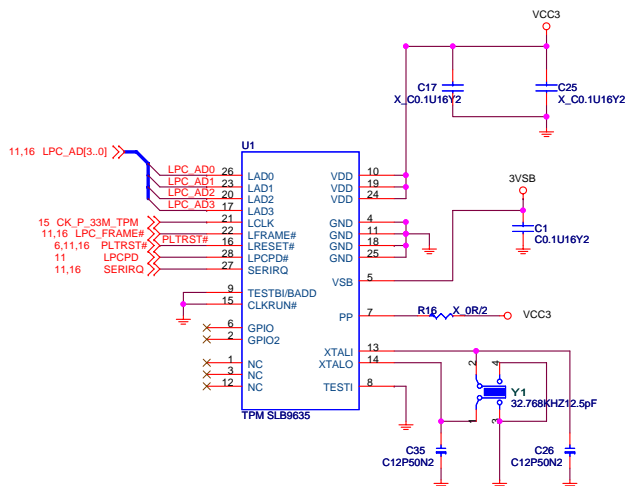 VCC3
C17
X_C0.1U16Y2
C25
X_C0.1U16Y2
U1
11,16 LPC_AD[3..0]
LPC_AD0 26 LAD0 VDD 10
LPC_AD1 23 LAD1 VDD 19
LPC_AD2 20 LAD2 VDD 24
LPC_AD3 17 LAD3
15 CK_P_33M_TPM 21 LCLK GND 4
11,16 LPC_FRAME# 22 LFRAME# GND 11
6,11,16 PLTRST# PLTRST# 16 LRESET# GND 18
11 LPCPD 28 LPCPD# GND 25
11,16 SERIRQ 27 SERIRQ
3VSB
C1
C0.1U16Y2
VSB 5
9 TESTBI/BADD
15 CLKRUN#
PP 7 R16 X_0R/2 VCC3
6 GPIO
2 GPIO2
XTALI 13
XTALO 14
1 NC
3 NC
12 NC
TESTI 8
TPM SLB9635
2 4
Y1
32.768KHZ12.5pF
1 3
C35
C12P50N2
C26
C12P50N2